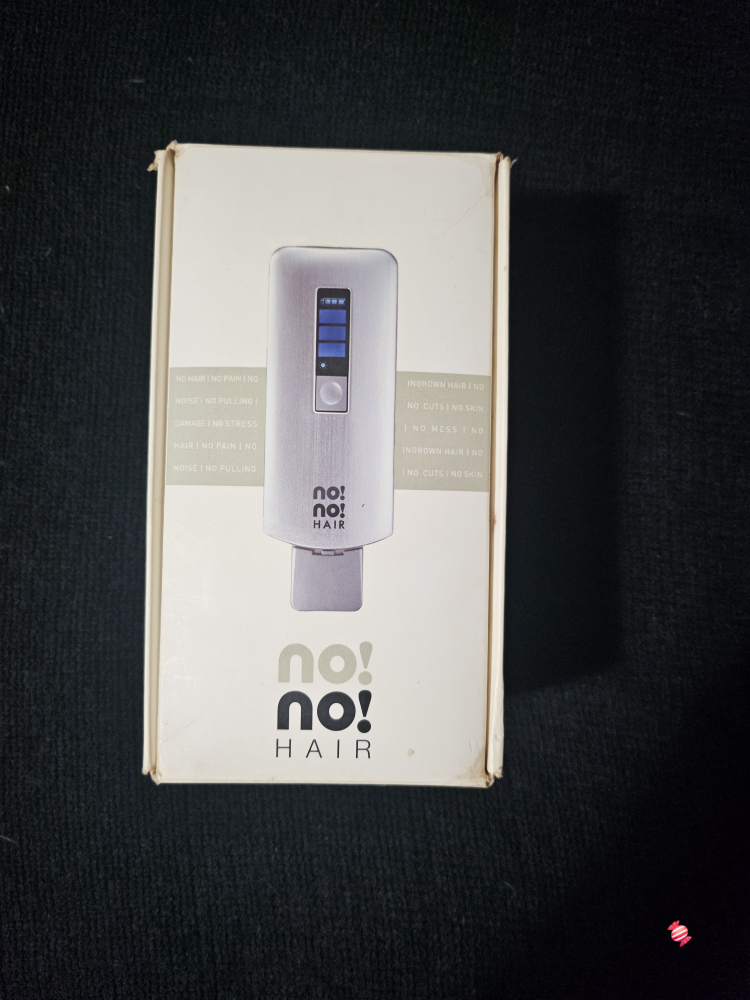 NO HAIR | NO PAIN | NO
NOISE | NO PULLING |
DAMAGE | NO STRESS
HAIR | NO PAIN | NO
NOISE | NO PULLING
INGROWN HAIR | NO
NO CUTS | NO SKIN
| NO MESS | NO
INGROWN HAIR | NO
| NO CUTS | NO SKIN
no!
no!
HAIR
no!
no!
HAIR